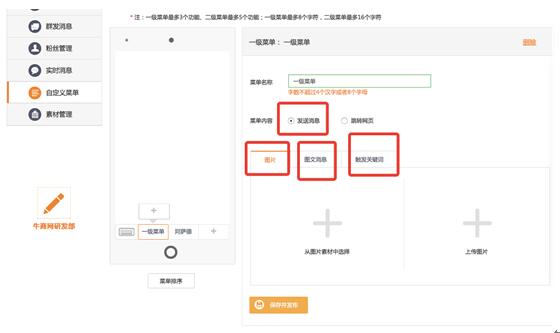 * 注：一级菜单最多3个功能、二级菜单最多5个功能；一级菜单最多8个字符，二级菜单最多16个字符
群发消息
粉丝管理
实时消息
自定义菜单
素材管理
牛商网研发部
一级菜单
阿萨德
菜单排序
一级菜单： 一级菜单
删除
菜单名称
一级菜单
字数不超过4个汉字或者8个字母
菜单内容
发送消息
跳转网页
图片
图文消息
触发关键词
从图片素材中选择
上传图片
保存并发布